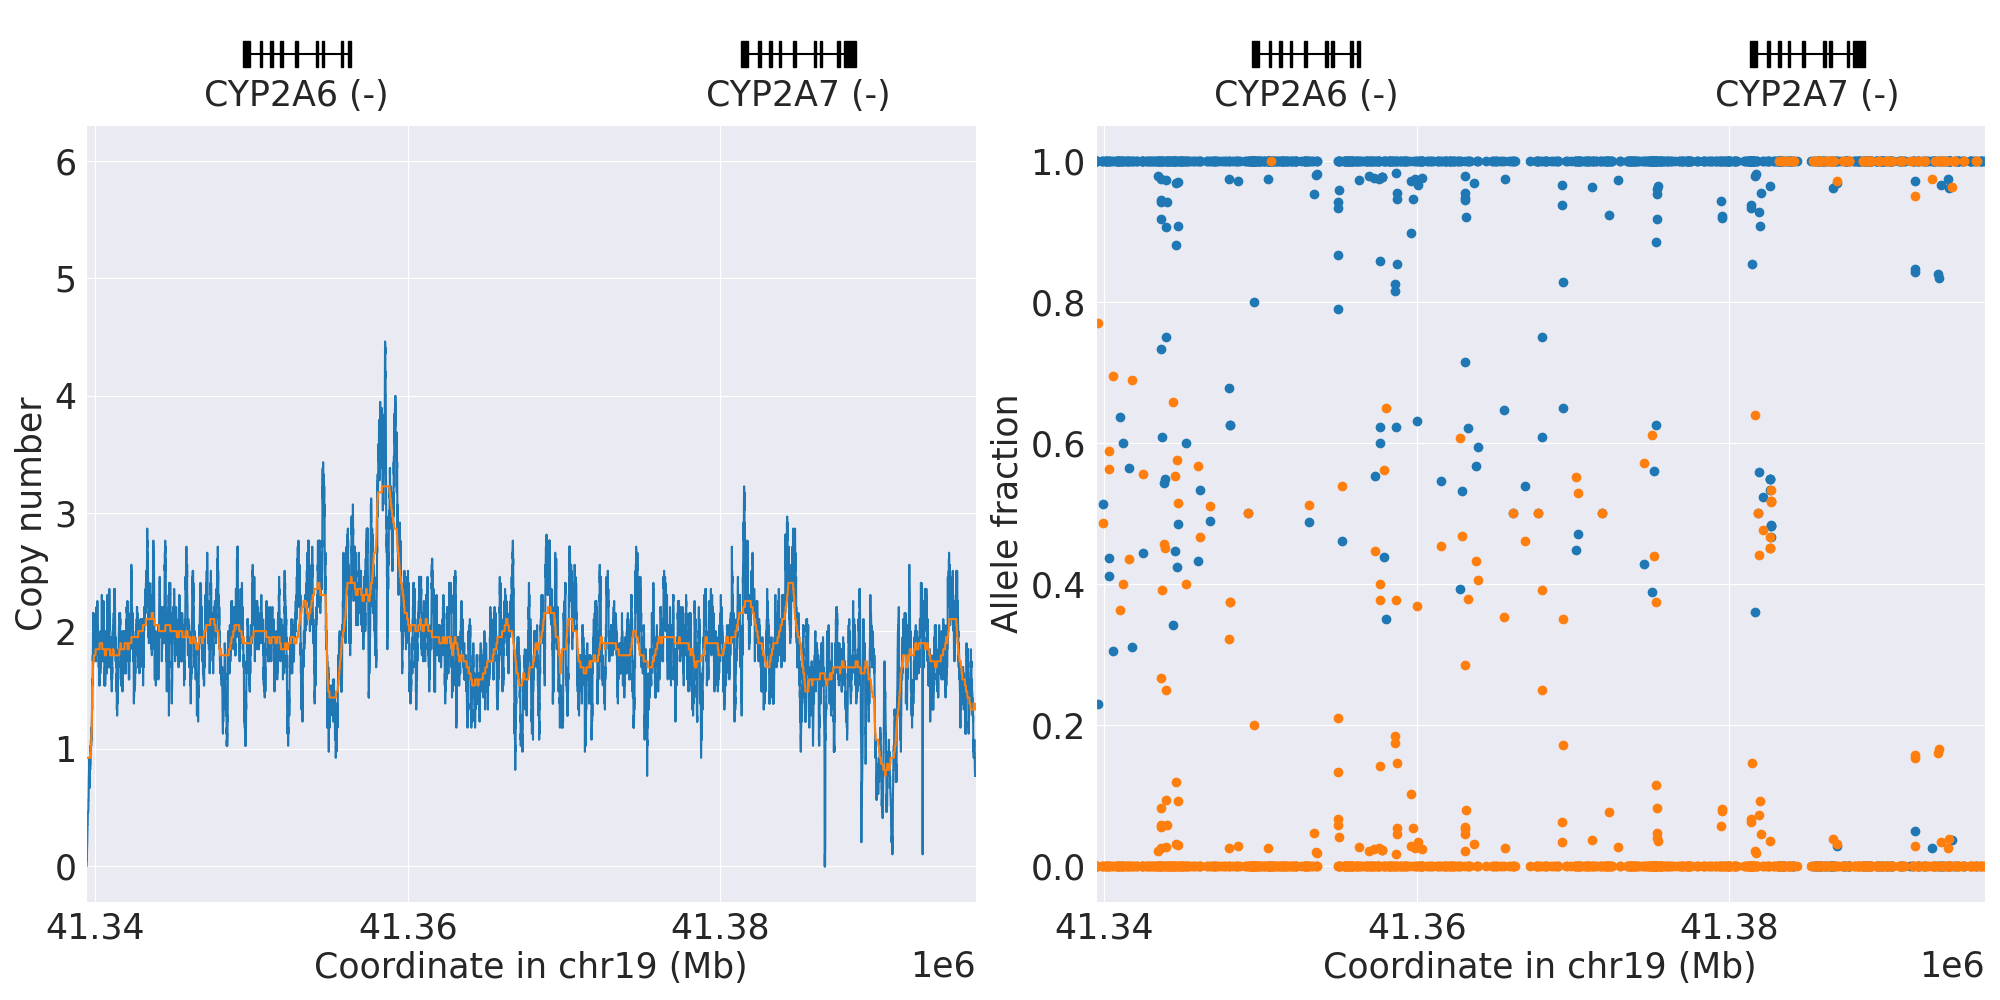 CYP2A6 (-) CYP2A7 (-)
CYP2A6 (-) CYP2A7 (-)
Copy number
6
5
4
3
2
1
0
41.34 41.36 41.38
Coordinate in chr19 (Mb) 1e6
Allele fraction
1.0
0.8
0.6
0.4
0.2
0.0
41.34 41.36 41.38
Coordinate in chr19 (Mb) 1e6